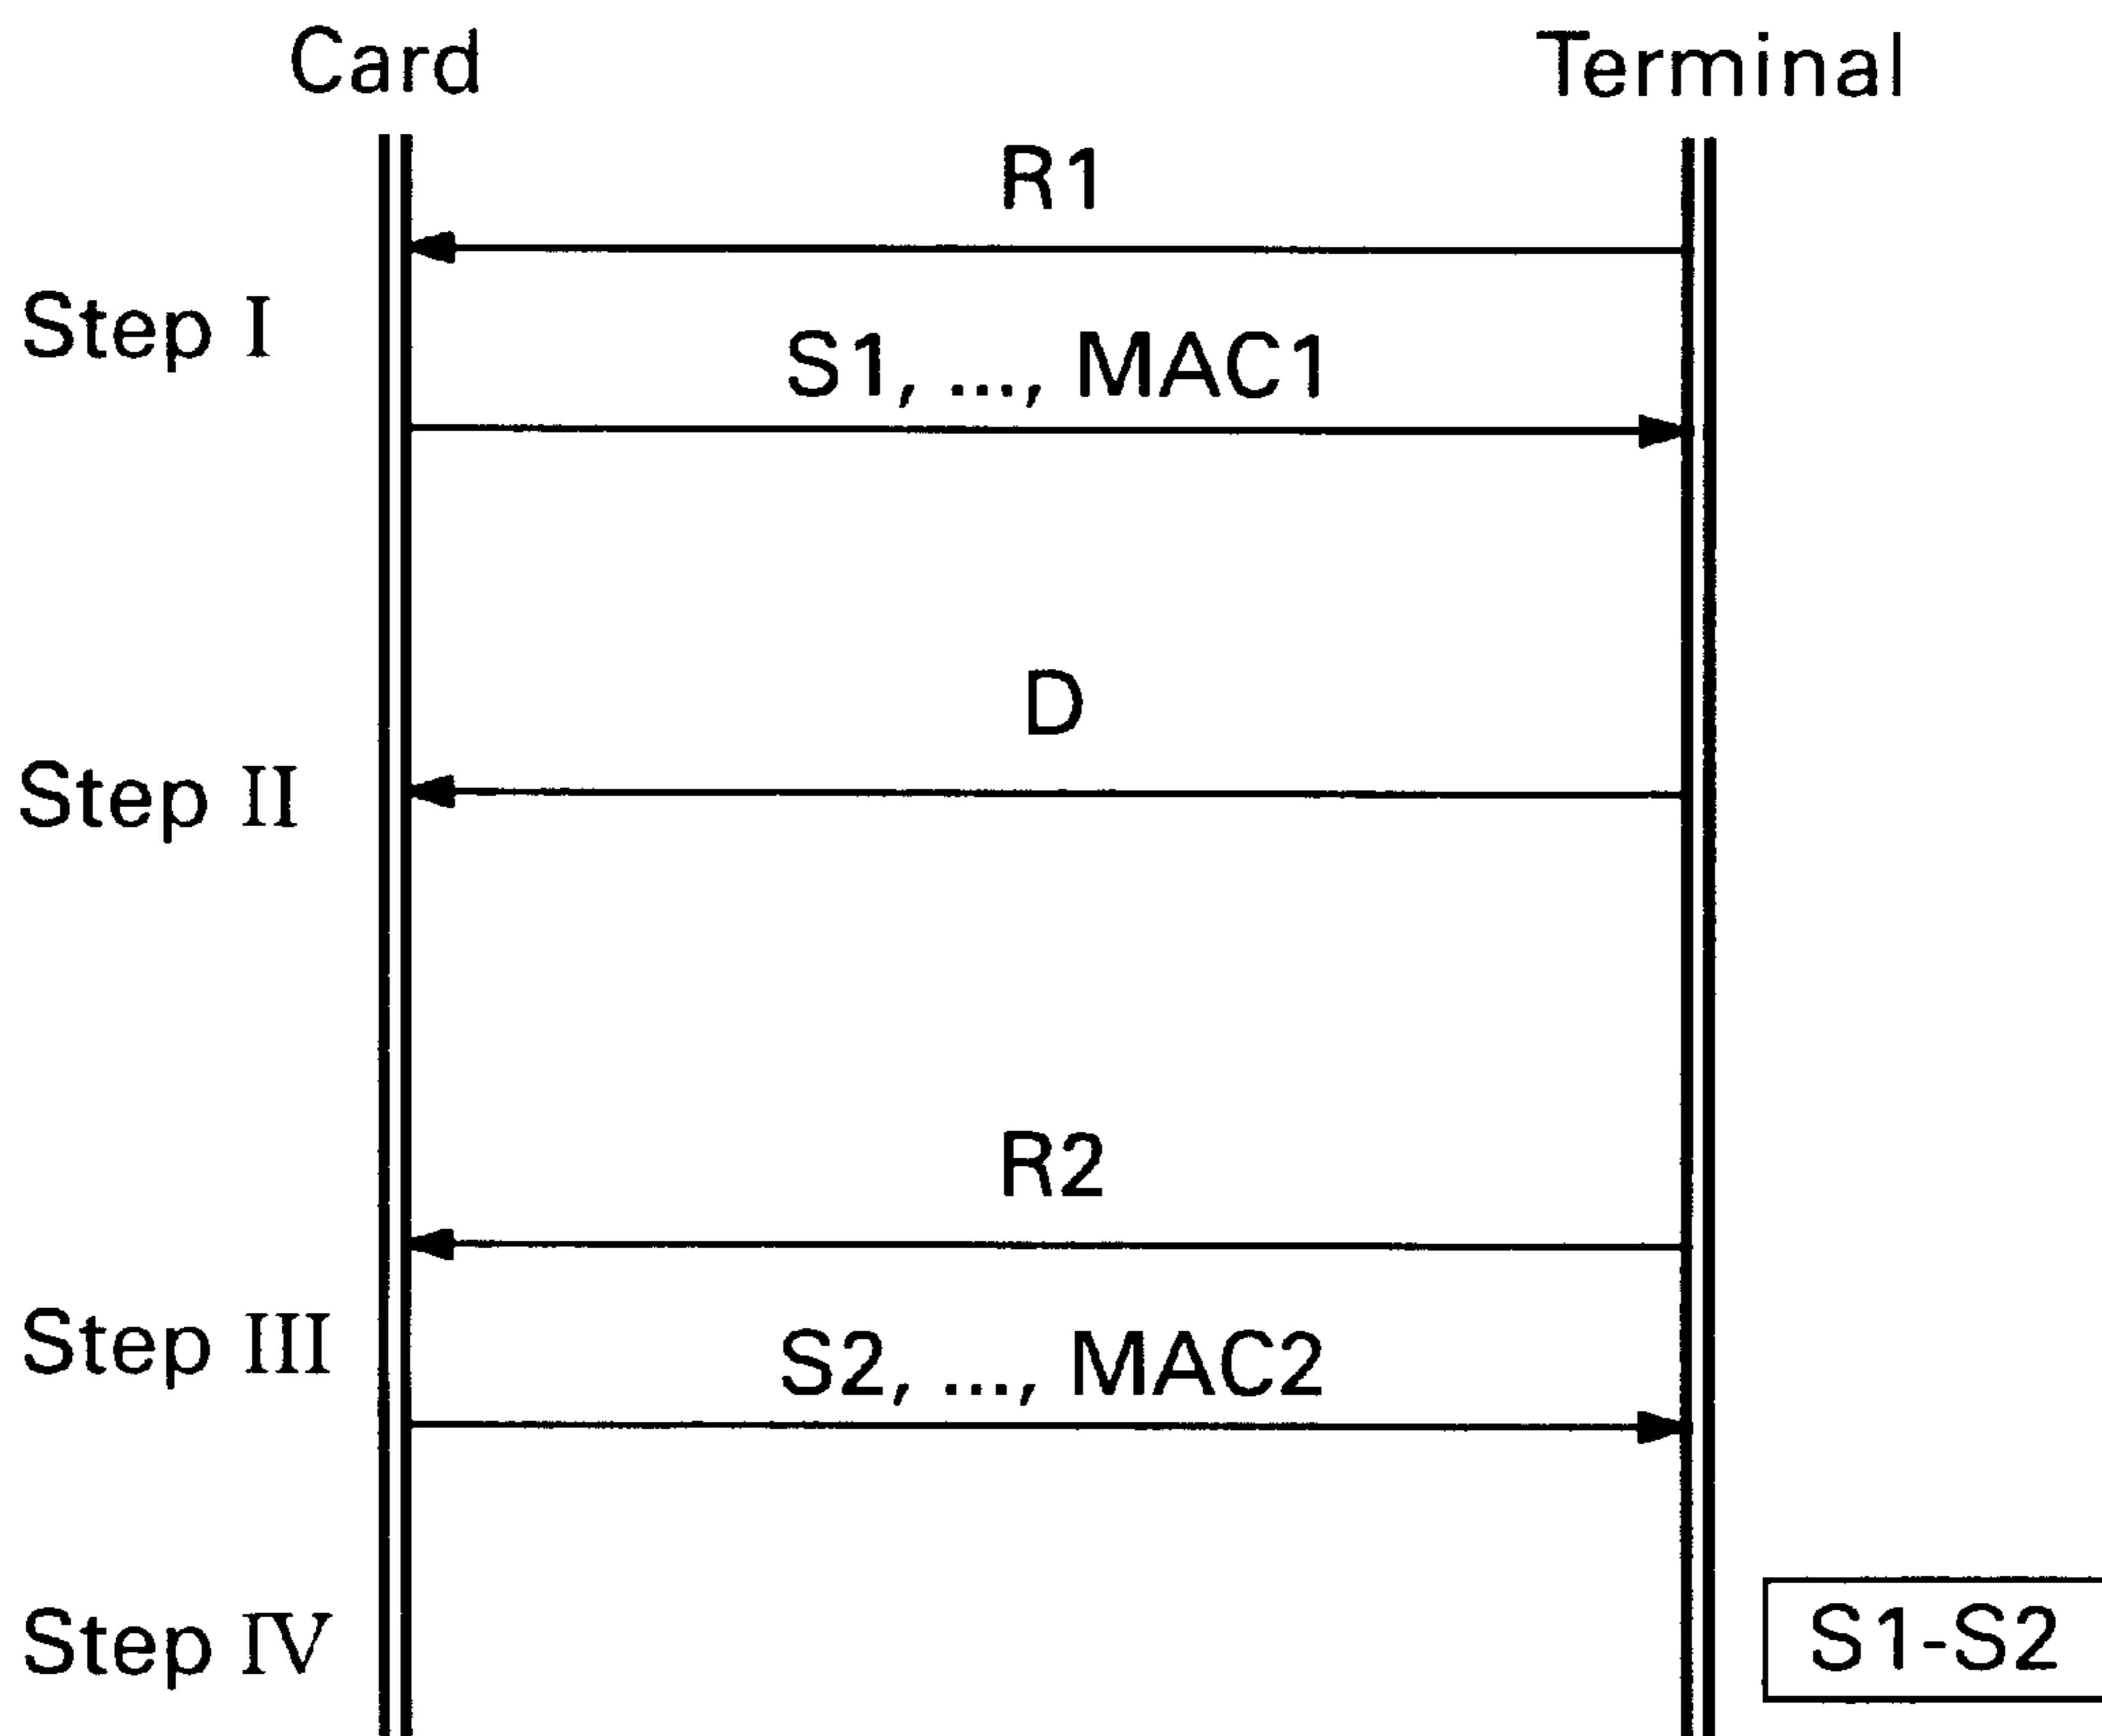 Card Terminal
R1
Step I
S1, ..., MAC1
D
Step II
R2
Step III
S2, ..., MAC2
Step IV S1-S2